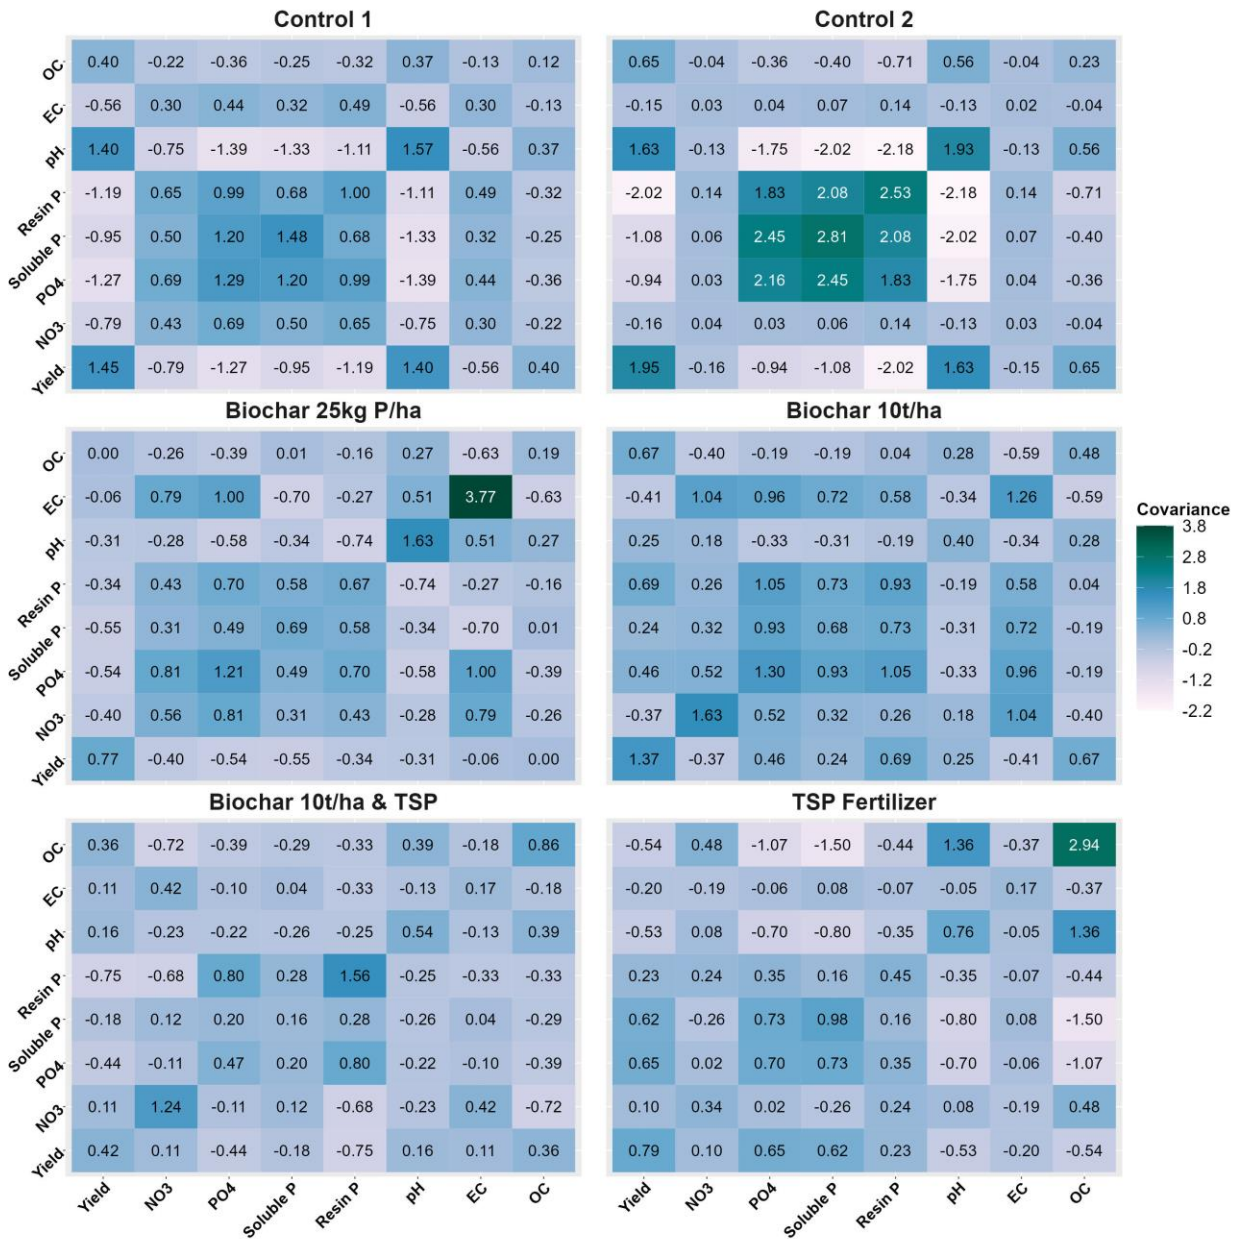 Control 1 Control 2
OC 0.40 -0.22 -0.36 -0.25 -0.32 0.37 -0.13 0.12 0.65 -0.04 -0.36 -0.40 -0.71 0.56 -0.04 0.23
EC -0.56 0.30 0.44 0.32 0.49 -0.56 0.30 -0.13 -0.15 0.03 0.04 0.07 0.14 -0.13 0.02 -0.04
pH 1.40 -0.75 -1.39 -1.33 -1.11 1.57 -0.56 0.37 1.63 -0.13 -1.75 -2.02 -2.18 1.93 -0.13 0.56
Resin P -1.19 0.65 0.99 0.68 1.00 -1.11 0.49 -0.32 -2.02 0.14 1.83 2.08 2.53 -2.18 0.14 -0.71
Soluble P -0.95 0.50 1.20 1.48 0.68 -1.33 0.32 -0.25 -1.08 0.06 2.45 2.81 2.08 -2.02 0.07 -0.40
PO4 -1.27 0.69 1.29 1.20 0.99 -1.39 0.44 -0.36 -0.94 0.03 2.16 2.45 1.83 -1.75 0.04 -0.36
NO3 -0.79 0.43 0.69 0.50 0.65 -0.75 0.30 -0.22 -0.16 0.04 0.03 0.06 0.14 -0.13 0.03 -0.04
Yield 1.45 -0.79 -1.27 -0.95 -1.19 1.40 -0.56 0.40 1.95 -0.16 -0.94 -1.08 -2.02 1.63 -0.15 0.65
Biochar 25kg P/ha Biochar 10t/ha
OC 0.00 -0.26 -0.39 0.01 -0.16 0.27 -0.63 0.19 0.67 -0.40 -0.19 -0.19 0.04 0.28 -0.59 0.48
EC -0.06 0.79 1.00 -0.70 -0.27 0.51 3.77 -0.63 -0.41 1.04 0.96 0.72 0.58 -0.34 1.26 -0.59
pH -0.31 -0.28 -0.58 -0.34 -0.74 1.63 0.51 0.27 0.25 0.18 -0.33 -0.31 -0.19 0.40 -0.34 0.28
Resin P -0.34 0.43 0.70 0.58 0.67 -0.74 -0.27 -0.16 0.69 0.26 1.05 0.73 0.93 -0.19 0.58 0.04
Soluble P -0.55 0.31 0.49 0.69 0.58 -0.34 -0.70 0.01 0.24 0.32 0.93 0.68 0.73 -0.31 0.72 -0.19
PO4 -0.54 0.81 1.21 0.49 0.70 -0.58 1.00 -0.39 0.46 0.52 1.30 0.93 1.05 -0.33 0.96 -0.19
NO3 -0.40 0.56 0.81 0.31 0.43 -0.28 0.79 -0.26 -0.37 1.63 0.52 0.32 0.26 0.18 1.04 -0.40
Yield 0.77 -0.40 -0.54 -0.55 -0.34 -0.31 -0.06 0.00 1.37 -0.37 0.46 0.24 0.69 0.25 -0.41 0.67
Covariance
3.8
2.8
1.8
0.8
-0.2
-1.2
-2.2
Biochar 10t/ha & TSP TSP Fertilizer
OC 0.36 -0.72 -0.39 -0.29 -0.33 0.39 -0.18 0.86 -0.54 0.48 -1.07 -1.50 -0.44 1.36 -0.37 2.94
EC 0.11 0.42 -0.10 0.04 -0.33 -0.13 0.17 -0.18 -0.20 -0.19 -0.06 0.08 -0.07 -0.05 0.17 -0.37
pH 0.16 -0.23 -0.22 -0.26 -0.25 0.54 -0.13 0.39 -0.53 0.08 -0.70 -0.80 -0.35 0.76 -0.05 1.36
Resin P -0.75 -0.68 0.80 0.28 1.56 -0.25 -0.33 -0.33 0.23 0.24 0.35 0.16 0.45 -0.35 -0.07 -0.44
Soluble P -0.18 0.12 0.20 0.16 0.28 -0.26 0.04 -0.29 0.62 -0.26 0.73 0.98 0.16 -0.80 0.08 -1.50
PO4 -0.44 -0.11 0.47 0.20 0.80 -0.22 -0.10 -0.39 0.65 0.02 0.70 0.73 0.35 -0.70 -0.06 -1.07
NO3 0.11 1.24 -0.11 0.12 -0.68 -0.23 0.42 -0.72 0.10 0.34 0.02 -0.26 0.24 0.08 -0.19 0.48
Yield 0.42 0.11 -0.44 -0.18 -0.75 0.16 0.11 0.36 0.79 0.10 0.65 0.62 0.23 -0.53 -0.20 -0.54
Yield NO3 PO4 Soluble P Resin P pH EC OC Yield NO3 PO4 Soluble P Resin P pH EC OC